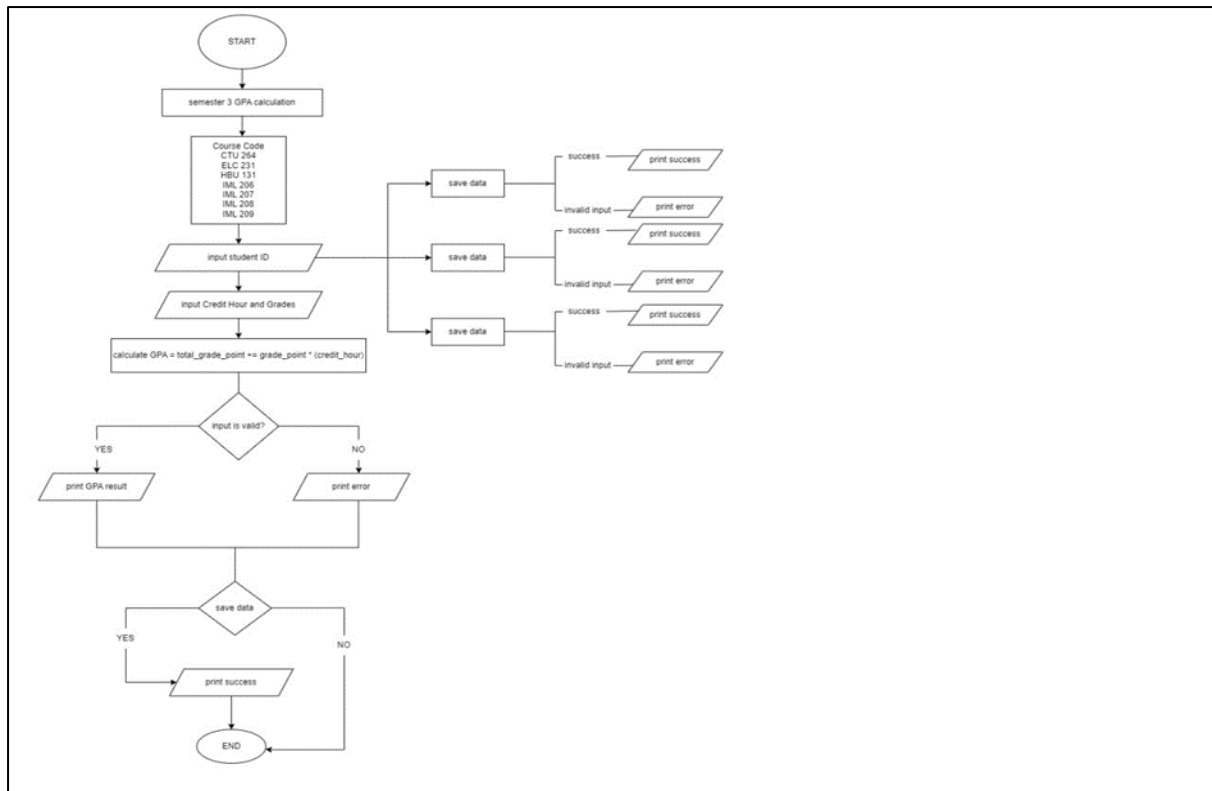 START
semester 3 GPA calculation
Course Code
CTU 264
ELC 231
HBU 131
IML 206
IML 207
IML 208
IML 209
input student ID
input Credit Hour and Grades
calculate GPA = total_grade_point += grade_point * (credit_hour)
input is valid?
YES
NO
print GPA result
print error
save data
YES
NO
print success
END
save data
success
print success
invalid input
print error
save data
success
print success
invalid input
print error
save data
success
print success
invalid input
print error